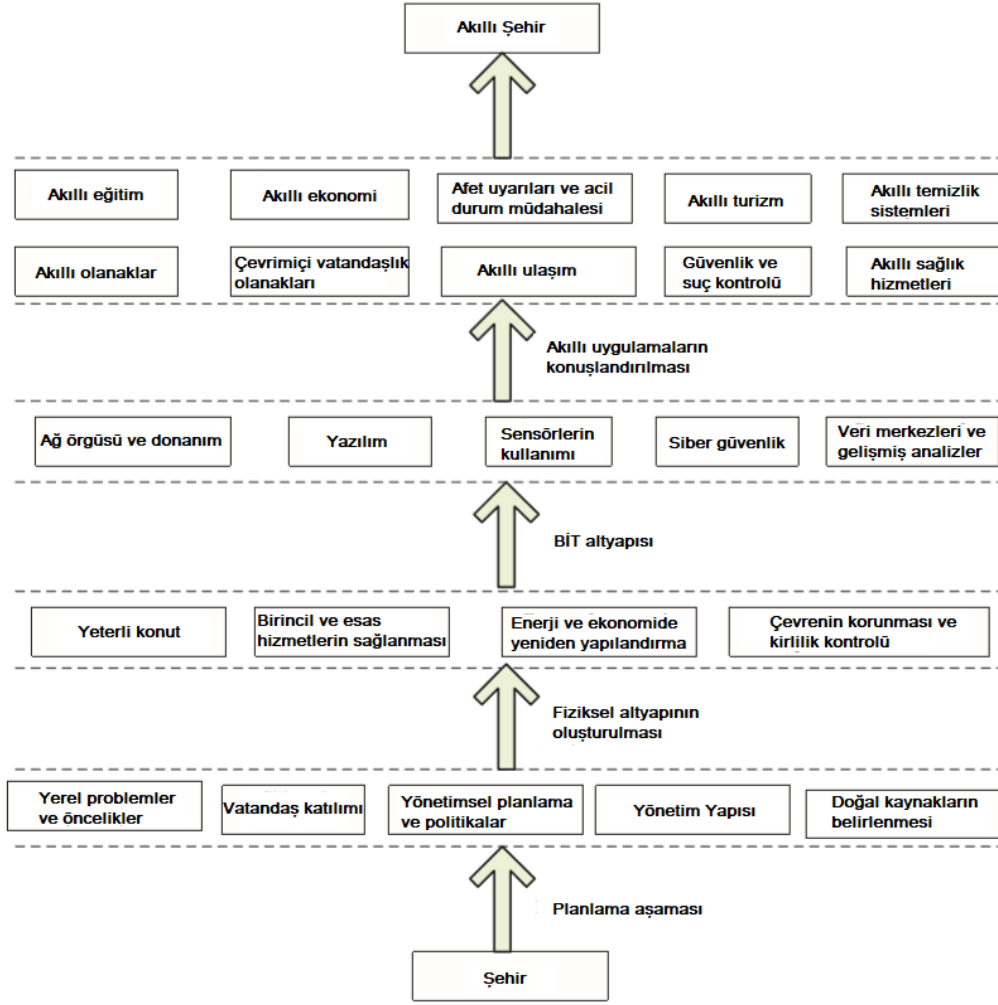 Akıllı Şehir
Akıllı eğitim
Akıllı ekonomi
Afet uyarıları ve acil
durum müdahalesi
Akıllı turizm
Akıllı temizlik
sistemleri
Akıllı olanaklar
Çevrimiçi vatandaşlık
olanakları
Akıllı ulaşım
Güvenlik ve
suç kontrolü
Akıllı sağlık
hizmetleri
Akıllı uygulamaların
konuşlandırılması
Ağ örgüsü ve donanım
Yazılım
Sensörlerin
kullanımı
Siber güvenlik
Veri merkezleri ve
gelişmiş analizler
BİT altyapısı
Yeterli konut
Birincil ve esas
hizmetlerin sağlanması
Enerji ve ekonomide
yeniden yapılandırma
Çevrenin korunması ve
kirlilik kontrolü
Fiziksel altyapının
oluşturulması
Yerel problemler
ve öncelikler
Vatandaş katılımı
Yönetimsel planlama
ve politikalar
Yönetim Yapısı
Doğal kaynakların
belirlenmesi
Planlama aşaması
Şehir